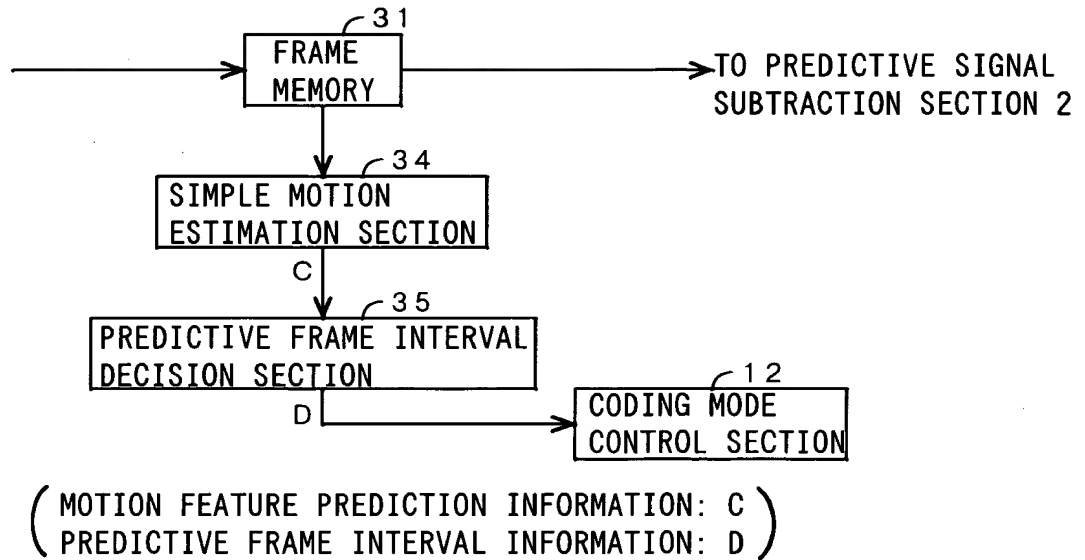 31
FRAME
MEMORY
TO PREDICTIVE SIGNAL
SUBTRACTION SECTION 2
34
SIMPLE MOTION
ESTIMATION SECTION
C
35
PREDICTIVE FRAME INTERVAL
DECISION SECTION
D
12
CODING MODE
CONTROL SECTION
( MOTION FEATURE PREDICTION INFORMATION: C )
( PREDICTIVE FRAME INTERVAL INFORMATION: D )